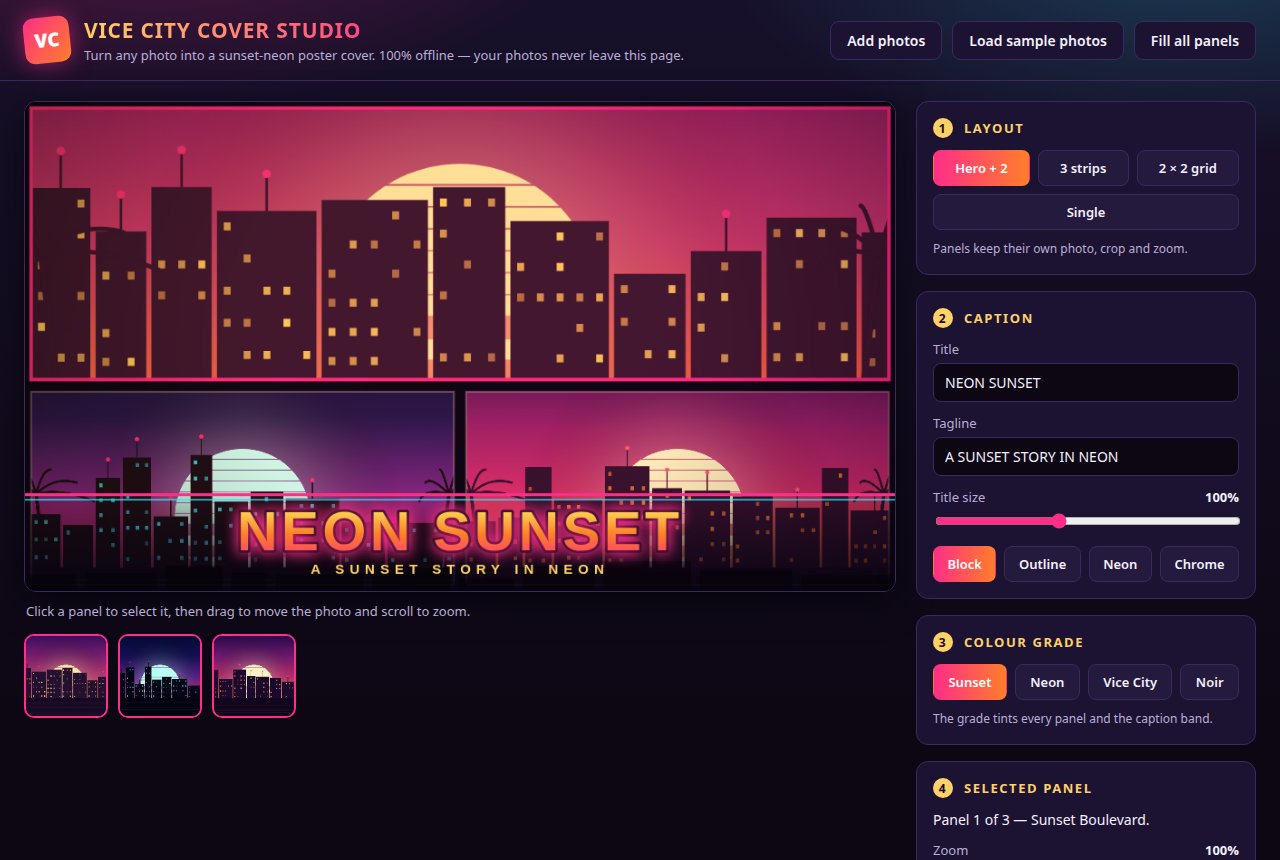 VC
VICE CITY COVER STUDIO
Turn any photo into a sunset-neon poster cover. 100% offline — your photos never leave this page.
Add photos
Load sample photos
Fill all panels
NEON SUNSET
A SUNSET STORY IN NEON
Click a panel to select it, then drag to move the photo and scroll to zoom.
1 LAYOUT
Hero + 2
3 strips
2 × 2 grid
Single
Panels keep their own photo, crop and zoom.
2 CAPTION
Title
NEON SUNSET
Tagline
A SUNSET STORY IN NEON
Title size 100%
Block
Outline
Neon
Chrome
3 COLOUR GRADE
Sunset
Neon
Vice City
Noir
The grade tints every panel and the caption band.
4 SELECTED PANEL
Panel 1 of 3 — Sunset Boulevard.
Zoom 100%